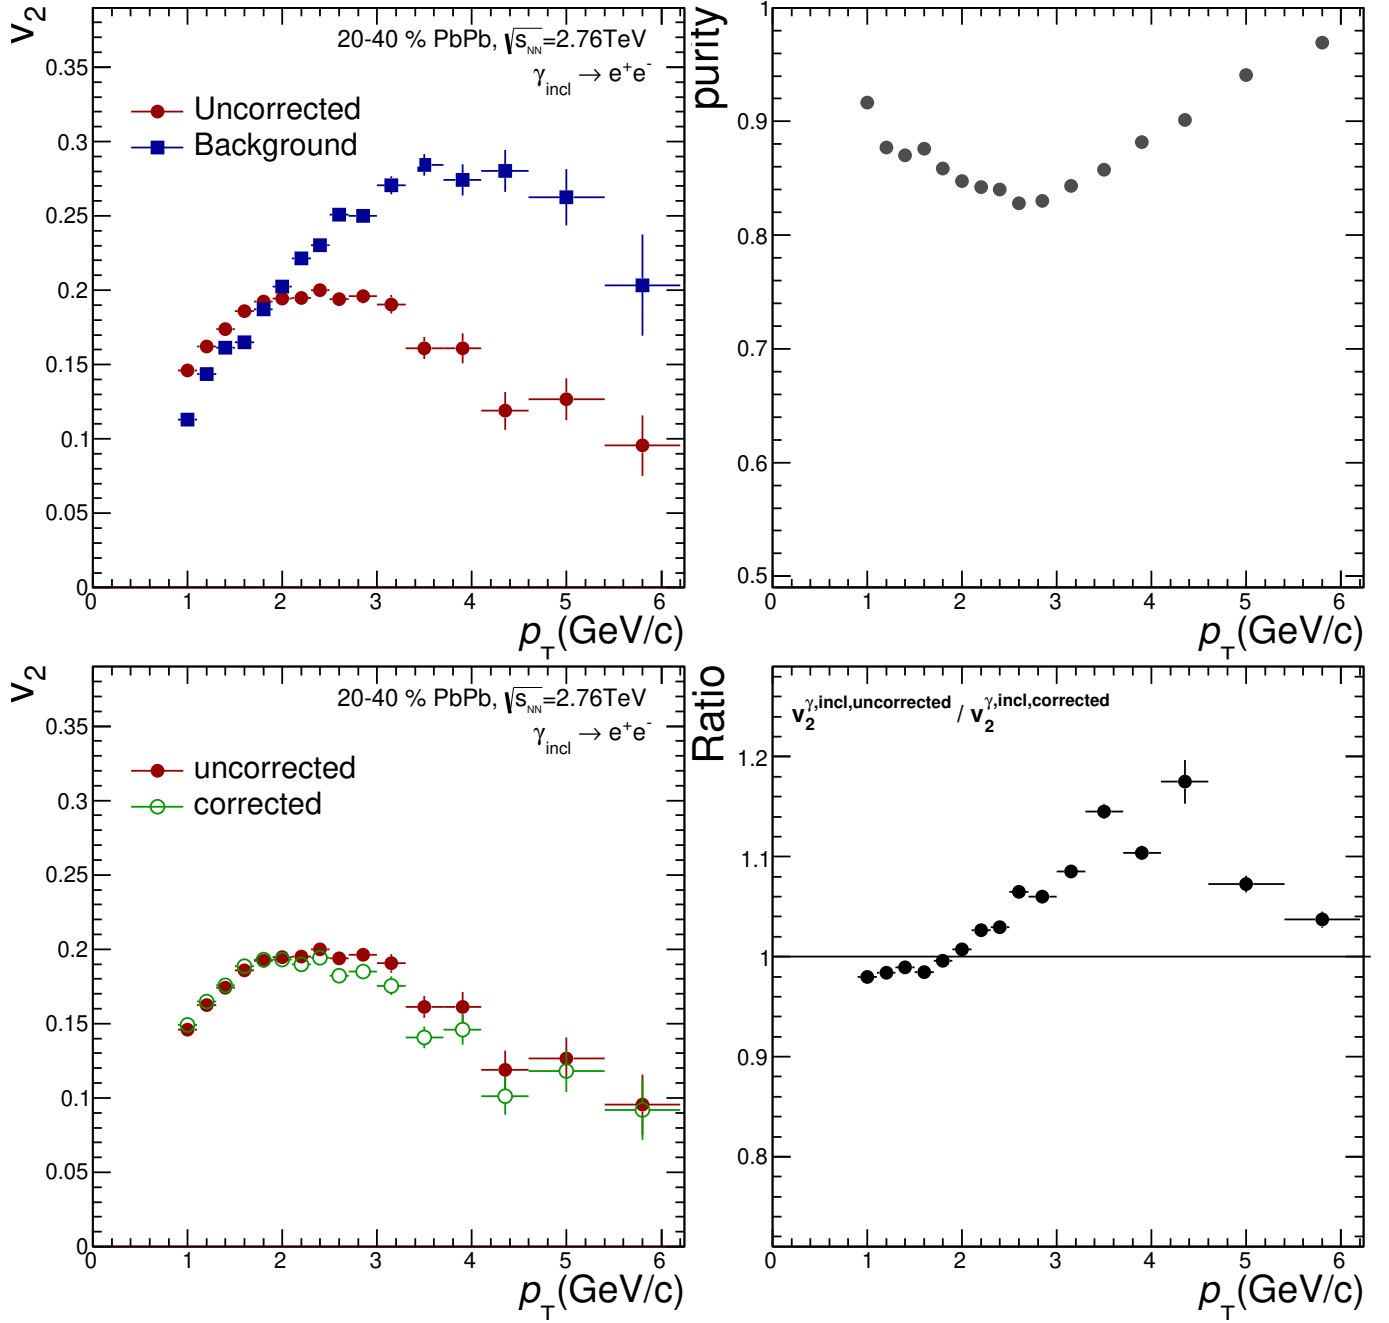 v2
20-40 % PbPb, √sNN=2.76TeV
γincl → e+e-
Uncorrected
Background
0.35
0.3
0.25
0.2
0.15
0.1
0.05
0
0 1 2 3 4 5 6
pT(GeV/c)
purity
1
0.9
0.8
0.7
0.6
0.5
0 1 2 3 4 5 6
pT(GeV/c)
v2
20-40 % PbPb, √sNN=2.76TeV
γincl → e+e-
uncorrected
corrected
0.35
0.3
0.25
0.2
0.15
0.1
0.05
0
0 1 2 3 4 5 6
pT(GeV/c)
Ratio
v2γ,incl,uncorrected / v2γ,incl,corrected
1.2
1.1
1
0.9
0.8
0 1 2 3 4 5 6
pT(GeV/c)